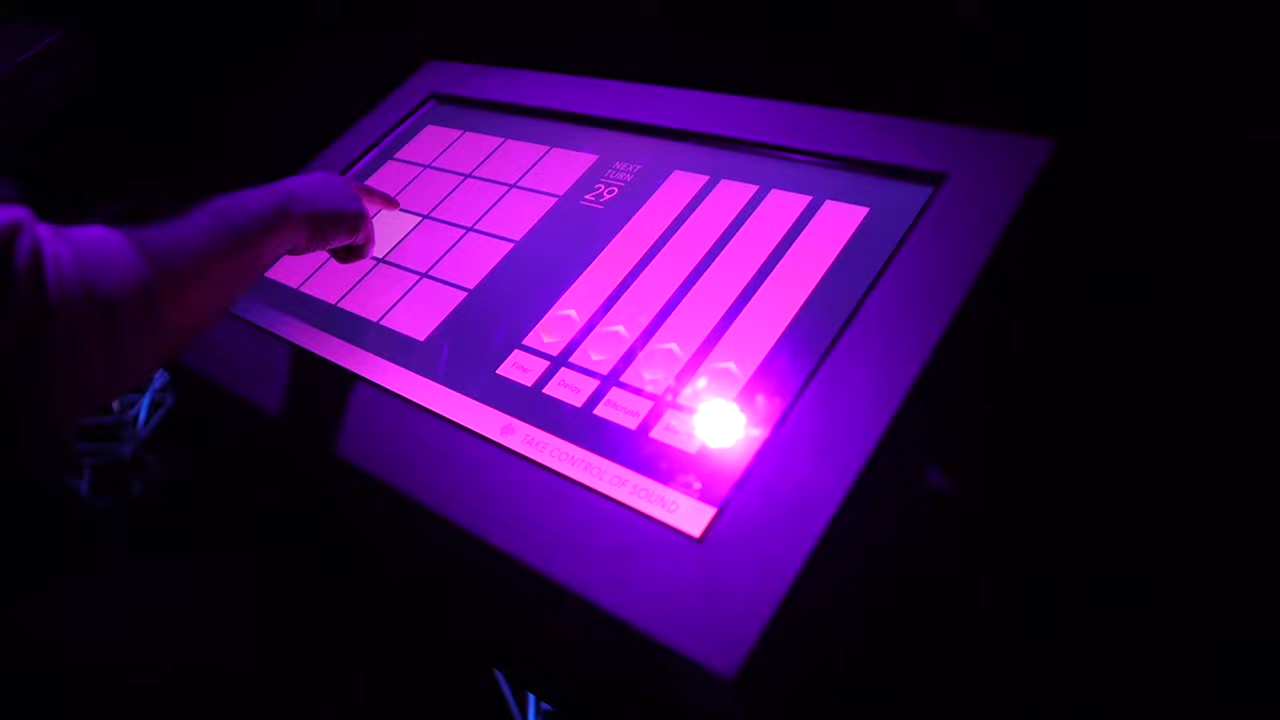 NEXT
TURN
29
Filter
Delay
Bitcrush
TAKE CONTROL OF SOUND